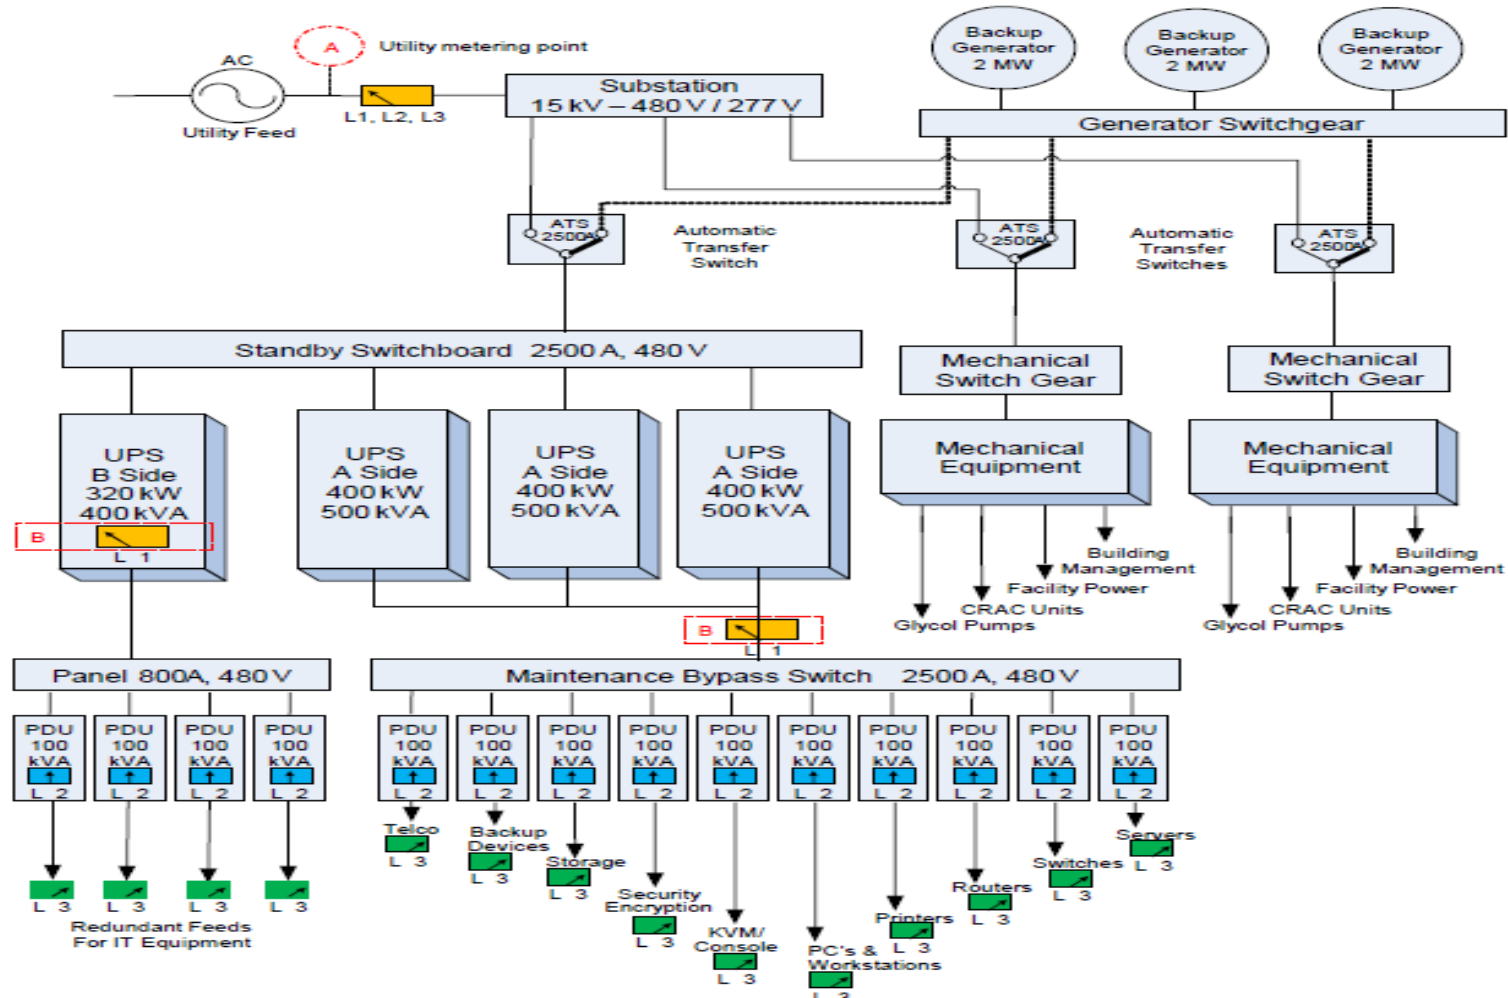 A
Utility metering point
AC
Utility Feed
L1, L2, L3
Substation
15 kV – 480 V / 277 V
Backup
Generator
2 MW
Backup
Generator
2 MW
Backup
Generator
2 MW
Generator Switchgear
ATS
2500A
Automatic
Transfer
Switch
ATS
2500A
Automatic
Transfer
Switches
ATS
2500A
Standby Switchboard 2500 A, 480 V
Mechanical
Switch Gear
Mechanical
Switch Gear
UPS
B Side
320 kW
400 kVA
B
L 1
UPS
A Side
400 kW
500 kVA
UPS
A Side
400 kW
500 kVA
UPS
A Side
400 kW
500 kVA
Mechanical
Equipment
Mechanical
Equipment
Building
Management
Facility Power
CRAC Units
Glycol Pumps
Building
Management
Facility Power
CRAC Units
Glycol Pumps
B
L 1
Panel 800A, 480 V
Maintenance Bypass Switch 2500 A, 480 V
PDU
100
kVA
L 2
PDU
100
kVA
L 2
PDU
100
kVA
L 2
PDU
100
kVA
L 2
PDU
100
kVA
L 2
PDU
100
kVA
L 2
PDU
100
kVA
L 2
PDU
100
kVA
L 2
PDU
100
kVA
L 2
PDU
100
kVA
L 2
PDU
100
kVA
L 2
PDU
100
kVA
L 2
PDU
100
kVA
L 2
PDU
100
kVA
L 2
L 3
L 3
L 3
L 3
Redundant Feeds
For IT Equipment
Telco
L 3
Backup
Devices
L 3
Storage
L 3
Security
Encryption
L 3
KVM/
Console
L 3
PC's &
Workstations
L 3
Printers
L 3
Routers
L 3
Switches
L 3
Servers
L 3